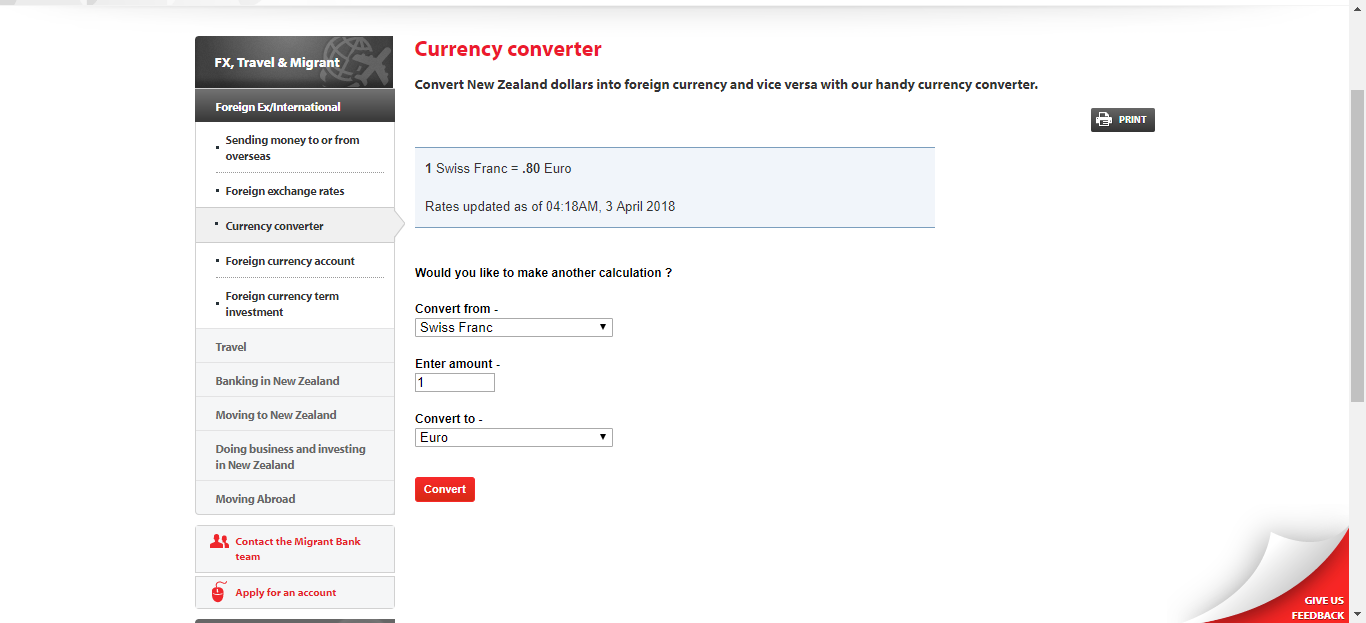 FX, Travel & Migrant
Foreign Ex/International
Sending money to or from
overseas
Foreign exchange rates
Currency converter
Foreign currency account
Foreign currency term
investment
Travel
Banking in New Zealand
Moving to New Zealand
Doing business and investing
in New Zealand
Moving Abroad
Contact the Migrant Bank
team
Apply for an account
Currency converter
Convert New Zealand dollars into foreign currency and vice versa with our handy currency converter.
PRINT
1 Swiss Franc = .80 Euro
Rates updated as of 04:18AM, 3 April 2018
Would you like to make another calculation ?
Convert from -
Swiss Franc
Enter amount -
1
Convert to -
Euro
Convert
GIVE US
FEEDBACK